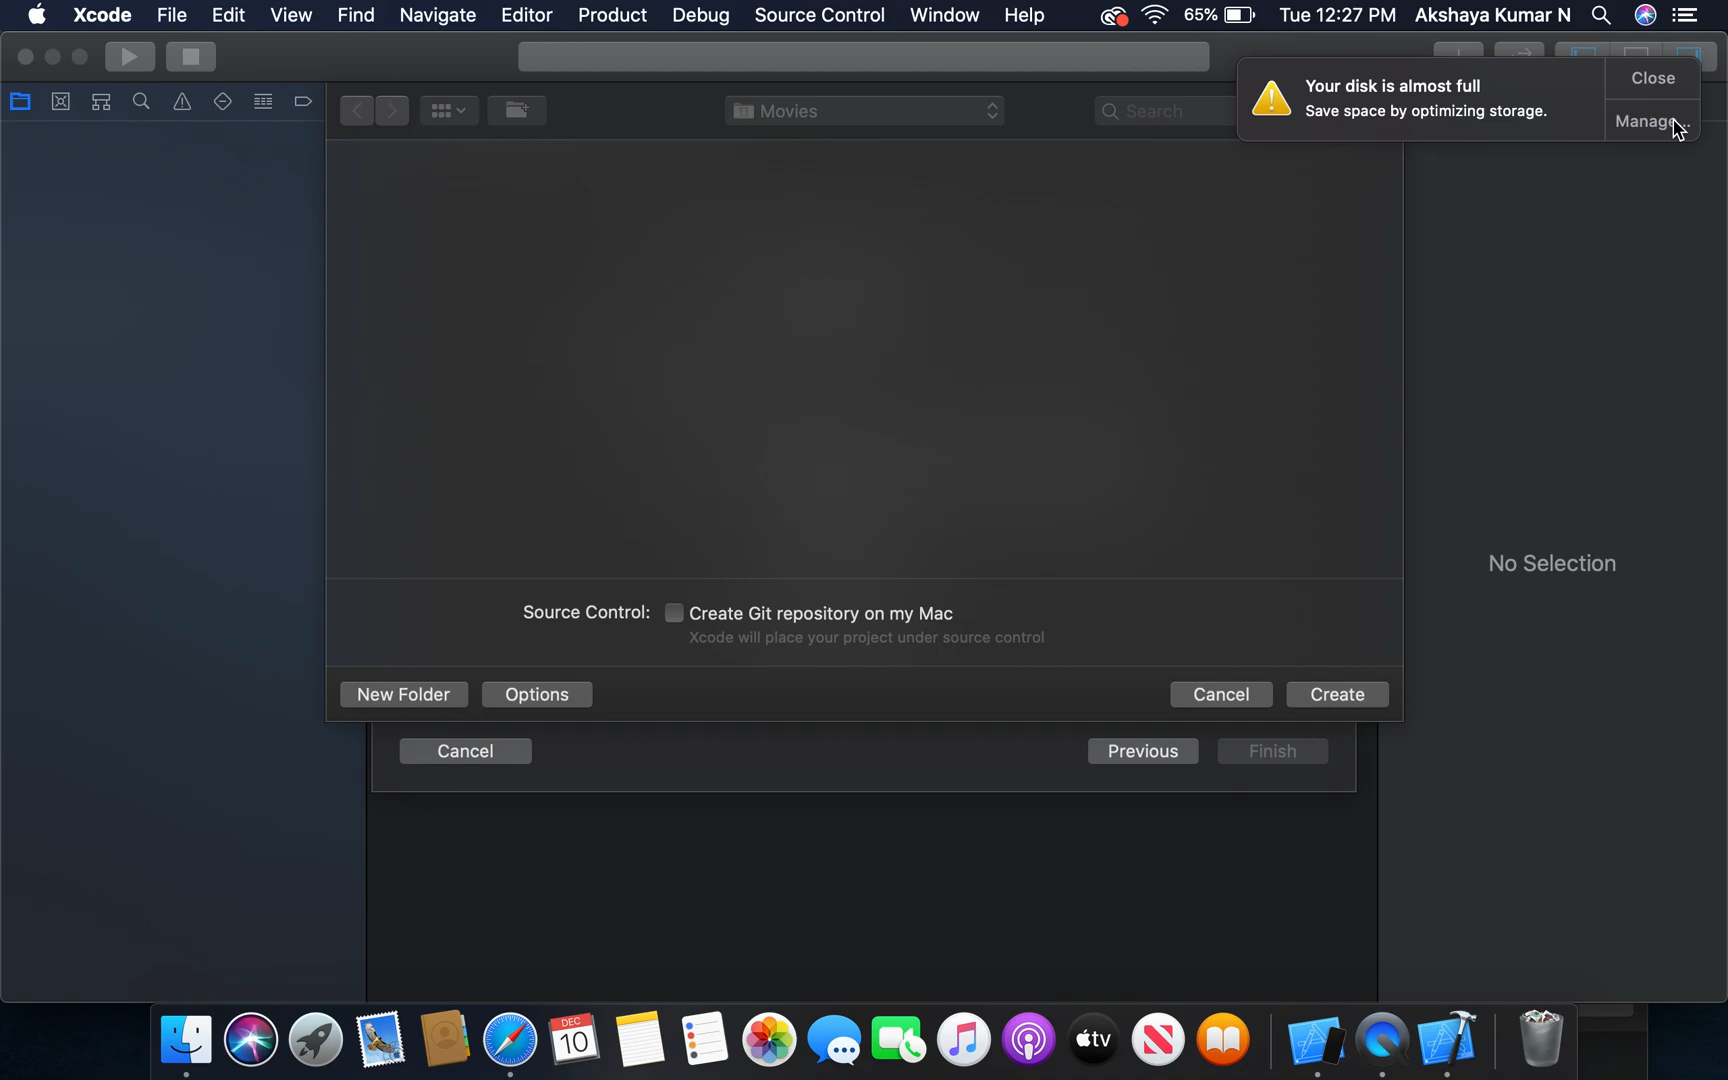 Xcode File Edit View Find Navigate Editor Product Debug Source Control Window Help 65% Tue 12:27 PM Akshaya Kumar N
Movies
Search
Your disk is almost full
Save space by optimizing storage.
Close
Manage...
No Selection
Source Control: Create Git repository on my Mac
Xcode will place your project under source control
New Folder Options Cancel Create
Cancel Previous Finish
DEC
10
tv